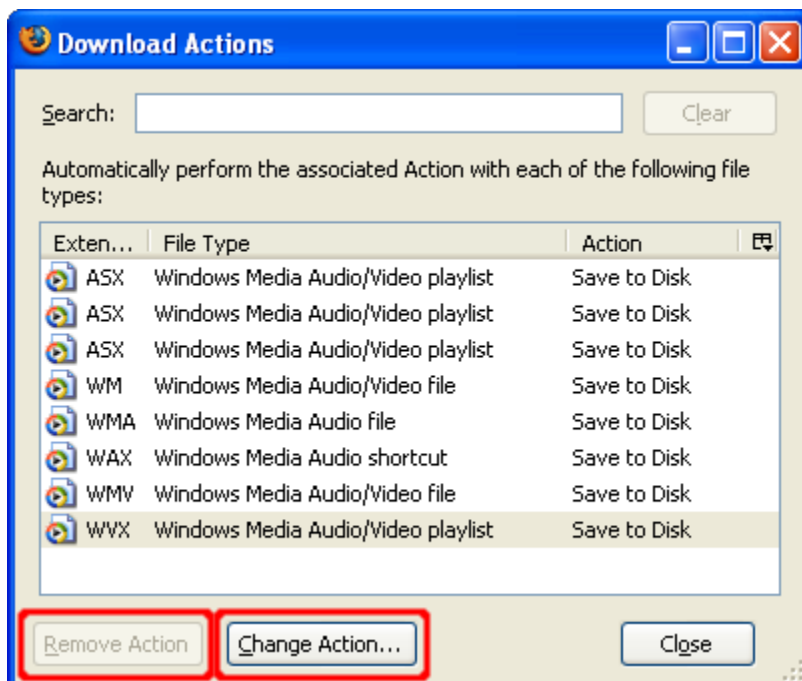 Download Actions
Search: Clear
Automatically perform the associated Action with each of the following file
types:
Exten... File Type Action
ASX Windows Media Audio/Video playlist Save to Disk
ASX Windows Media Audio/Video playlist Save to Disk
ASX Windows Media Audio/Video playlist Save to Disk
WM Windows Media Audio/Video file Save to Disk
WMA Windows Media Audio file Save to Disk
WAX Windows Media Audio shortcut Save to Disk
WMV Windows Media Audio/Video file Save to Disk
WVX Windows Media Audio/Video playlist Save to Disk
Remove Action Change Action... Close